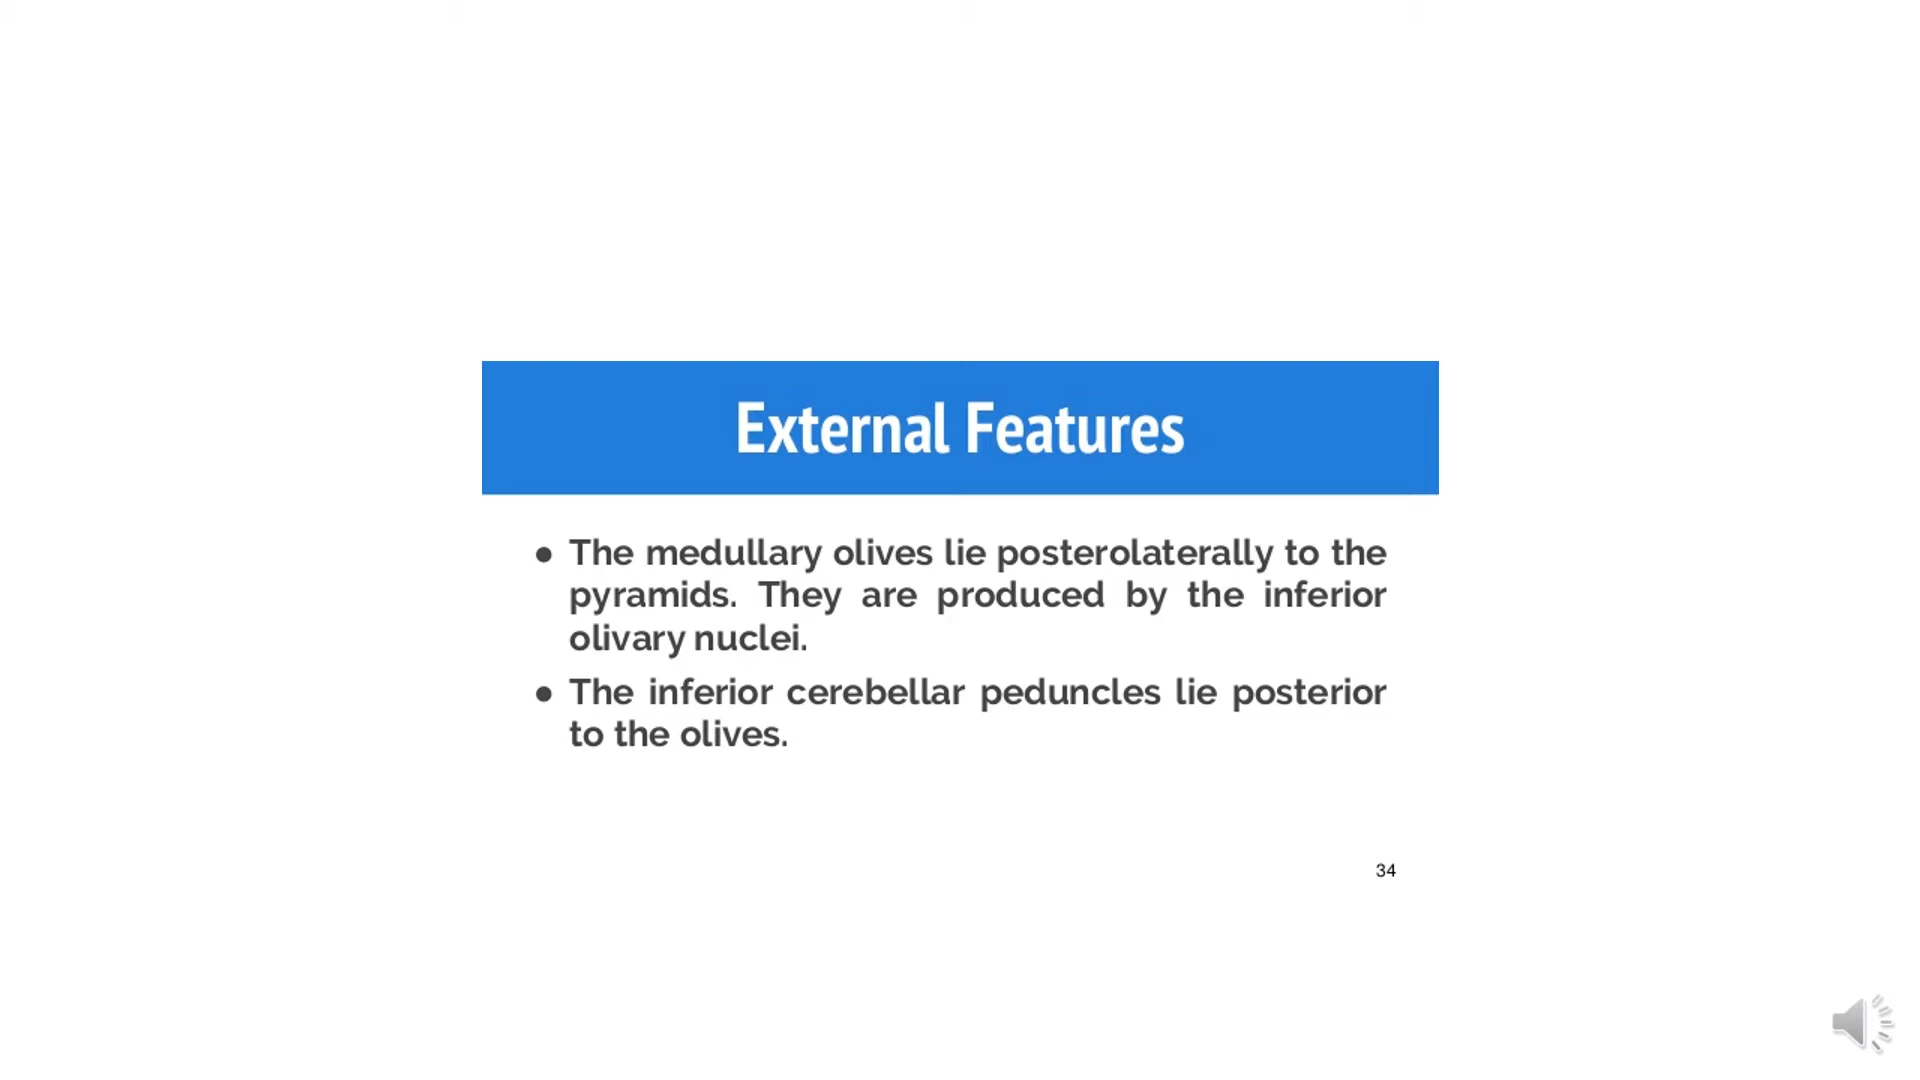 External Features
● The medullary olives lie posterolaterally to the
pyramids. They are produced by the inferior
olivary nuclei.
● The inferior cerebellar peduncles lie posterior
to the olives.
34